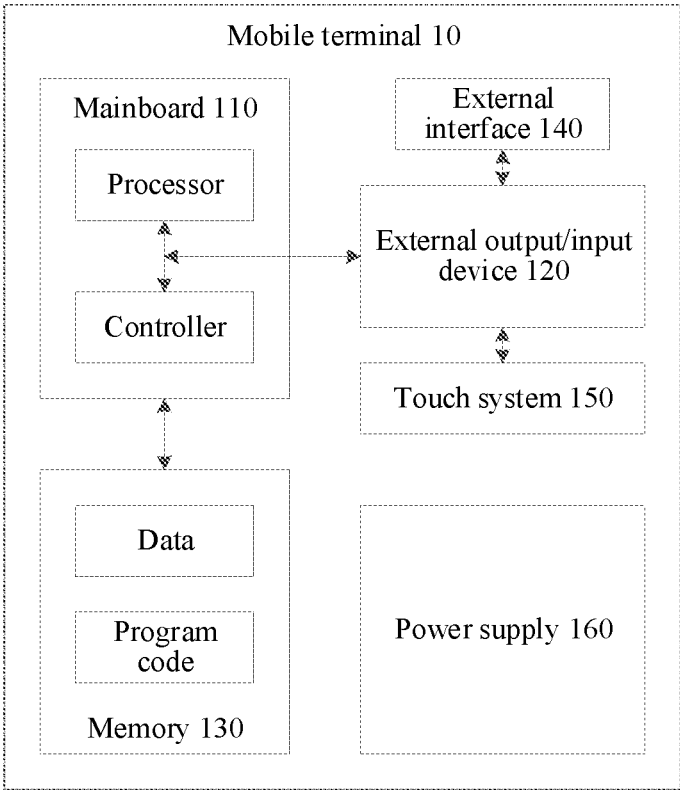 Mobile terminal 10
Mainboard 110
Processor
Controller
External
interface 140
External output/input
device 120
Touch system 150
Data
Program
code
Memory 130
Power supply 160